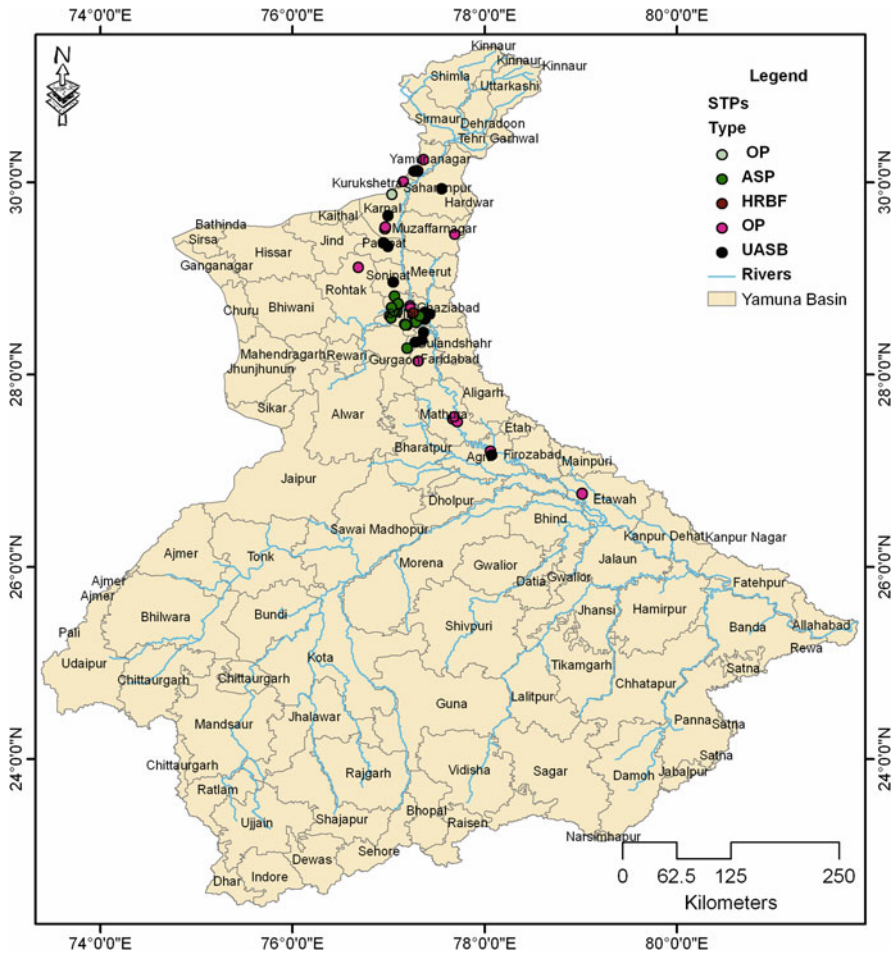 74°0'0"E 76°0'0"E 78°0'0"E 80°0'0"E
N
Kinnaur
Kinnaur
Kinnaur
Shimla
Uttarkashi
Sirmaur
Dehradoon
Tehri Garhwal
Legend
STPs
Type
OP
ASP
HRBF
OP
UASB
Rivers
Yamuna Basin
30°0'0"N
30°0'0"N
Yamunanagar
Kurukshetra
Saharanpur
Hardwar
Karnal
Kaithal
Bathinda
Sirsa
Muzaffarnagar
Jind
Hissar
Ganganagar
Sonipat
Meerut
Rohtak
Churu
Bhiwani
Ghaziabad
Bulandshahr
Mahendragarh
Rewari
Gurgaon
Faridabad
Jhunjhunun
28°0'0"N
28°0'0"N
Sikar
Alwar
Aligarh
Mathura
Etah
Bharatpur
Firozabad
Mainpuri
Jaipur
Etawah
Dholpur
Bhind
Sawai Madhopur
Kanpur Dehat
Kanpur Nagar
Ajmer
Tonk
Morena
Gwalior
Jalaun
26°0'0"N
26°0'0"N
Ajmer
Ajmer
Datia
Gwalior
Fatehpur
Bhilwara
Bundi
Jhansi
Hamirpur
Pali
Shivpuri
Banda
Allahabad
Rewa
Udaipur
Kota
Tikamgarh
Satna
Chittaurgarh
Chittaurgarh
Lalitpur
Chhatapur
Guna
Mandsaur
Jhalawar
Panna
Satna
Chittaurgarh
Rajgarh
Vidisha
Sagar
Satna
Damoh
Jabalpur
24°0'0"N
24°0'0"N
Ratlam
Ujjain
Shajapur
Bhopal
Raisen
Narsimhapur
Dewas
Sehore
Dhar
Indore
0 62.5 125 250
Kilometers
74°0'0"E 76°0'0"E 78°0'0"E 80°0'0"E